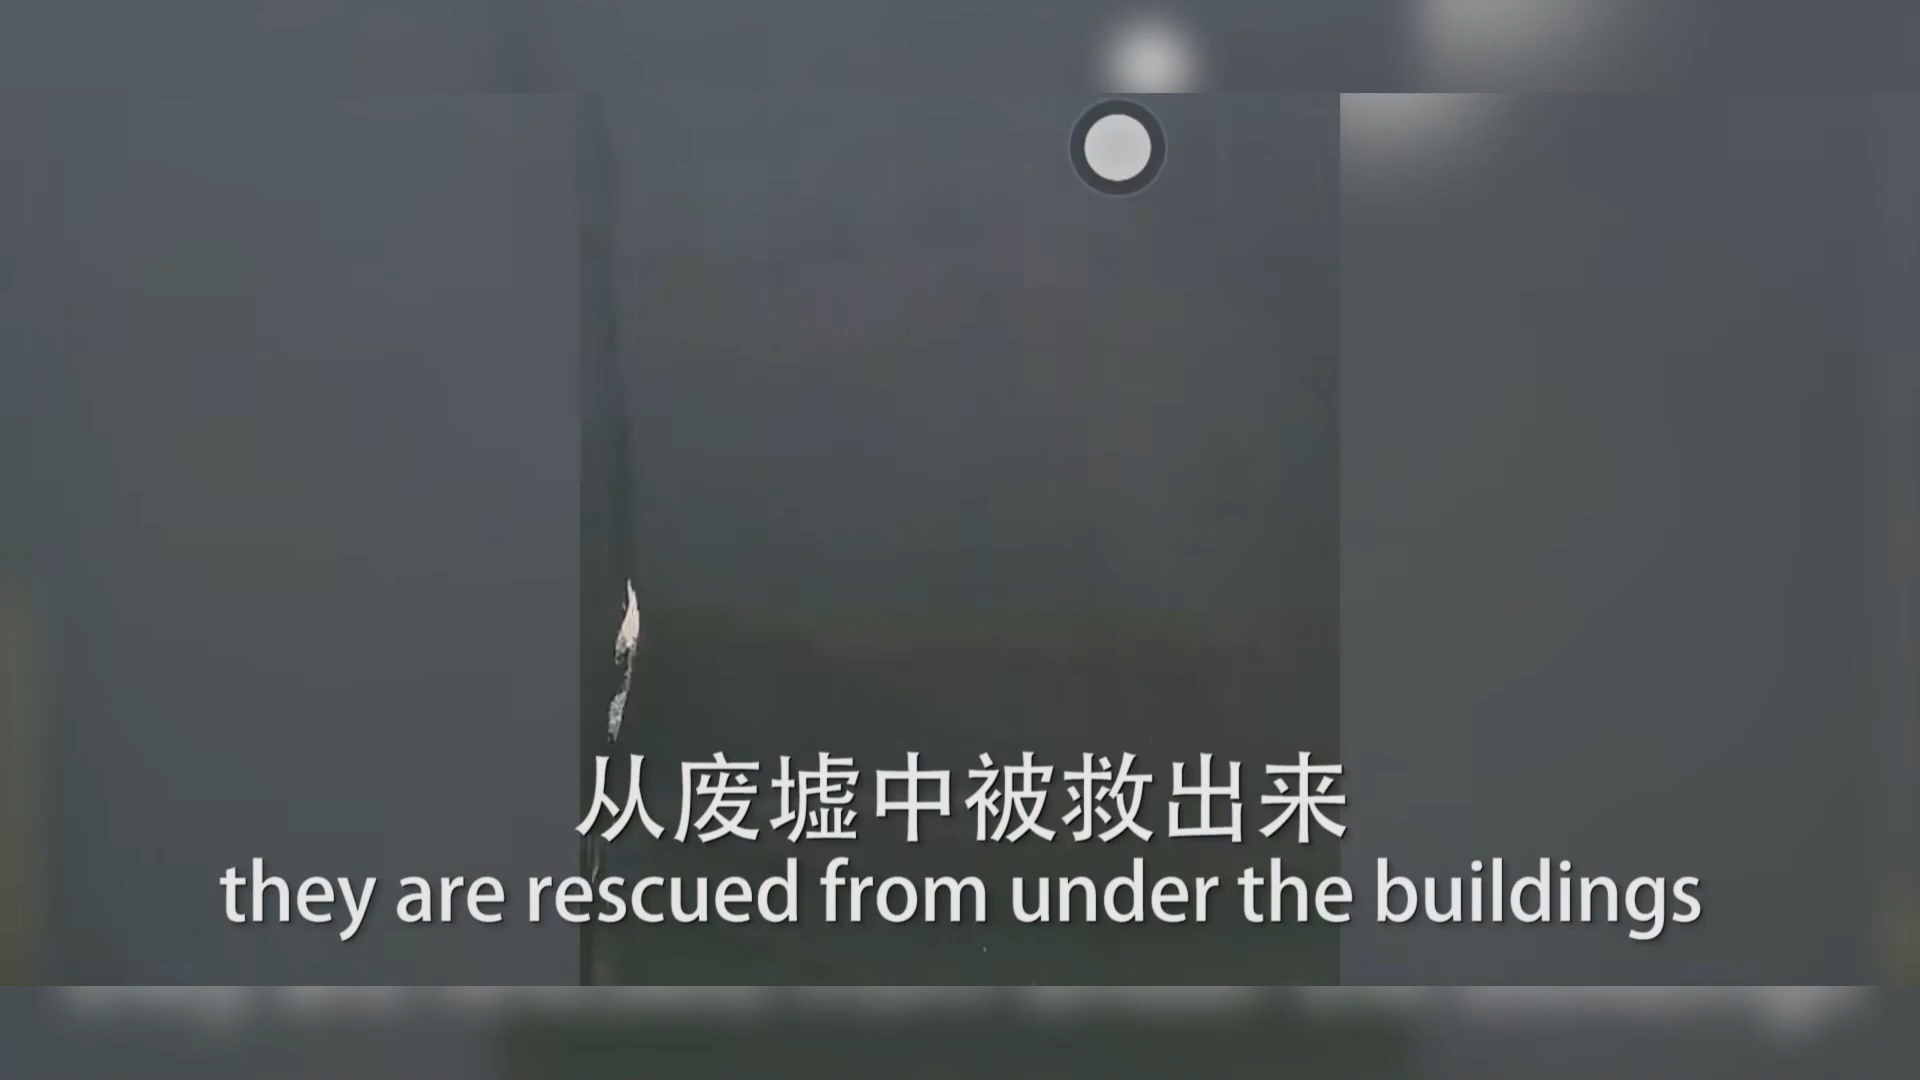 从废墟中被救出来
they are rescued from under the buildings